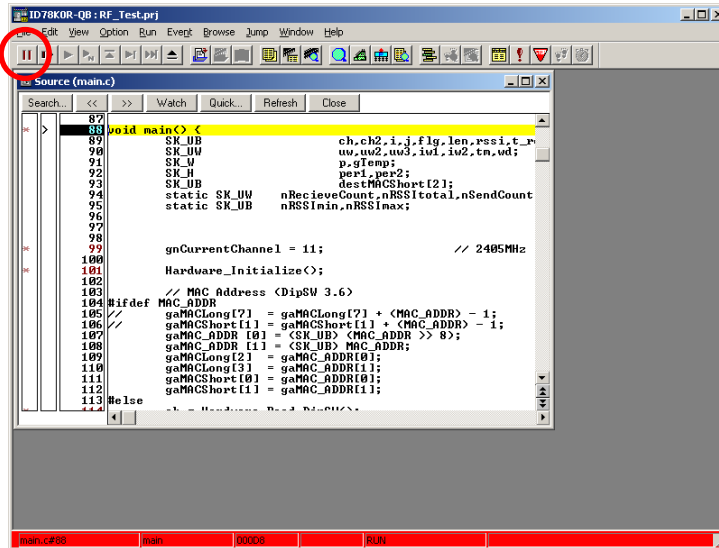 ID78K0R-QB : RF_Test.prj
File Edit View Option Run Event Browse Jump Window Help
Source (main.c)
Search... << >> Watch Quick... Refresh Close
87
* > 88 void main() {
89 SK_UB ch,ch2,i,j,flg,len,rssi,t_r
90 SK_UW uw,uw2,uw3,iw1,iw2,tm,wd;
91 SK_W p,gTemp;
92 SK_H per1,per2;
93 SK_UB destMACShort[2];
94 static SK_UW nRecieveCount,nRSSItotal,nSendCount
95 static SK_UB nRSSImin,nRSSImax;
96
97
98
* 99 gnCurrentChannel = 11; // 2405MHz
100
* 101 Hardware_Initialize();
102
103 // MAC Address (DipSW 3.6)
104 #ifdef MAC_ADDR
105 // gaMACLong[7] = gaMACLong[7] + (MAC_ADDR) - 1;
106 // gaMACShort[1] = gaMACShort[1] + (MAC_ADDR) - 1;
107 gaMAC_ADDR [0] = (SK_UB) (MAC_ADDR >> 8);
108 gaMAC_ADDR [1] = (SK_UB) MAC_ADDR;
109 gaMACLong[2] = gaMAC_ADDR[0];
110 gaMACLong[3] = gaMAC_ADDR[1];
111 gaMACShort[0] = gaMAC_ADDR[0];
112 gaMACShort[1] = gaMAC_ADDR[1];
113 #else
main.c#88 main 000D8 RUN